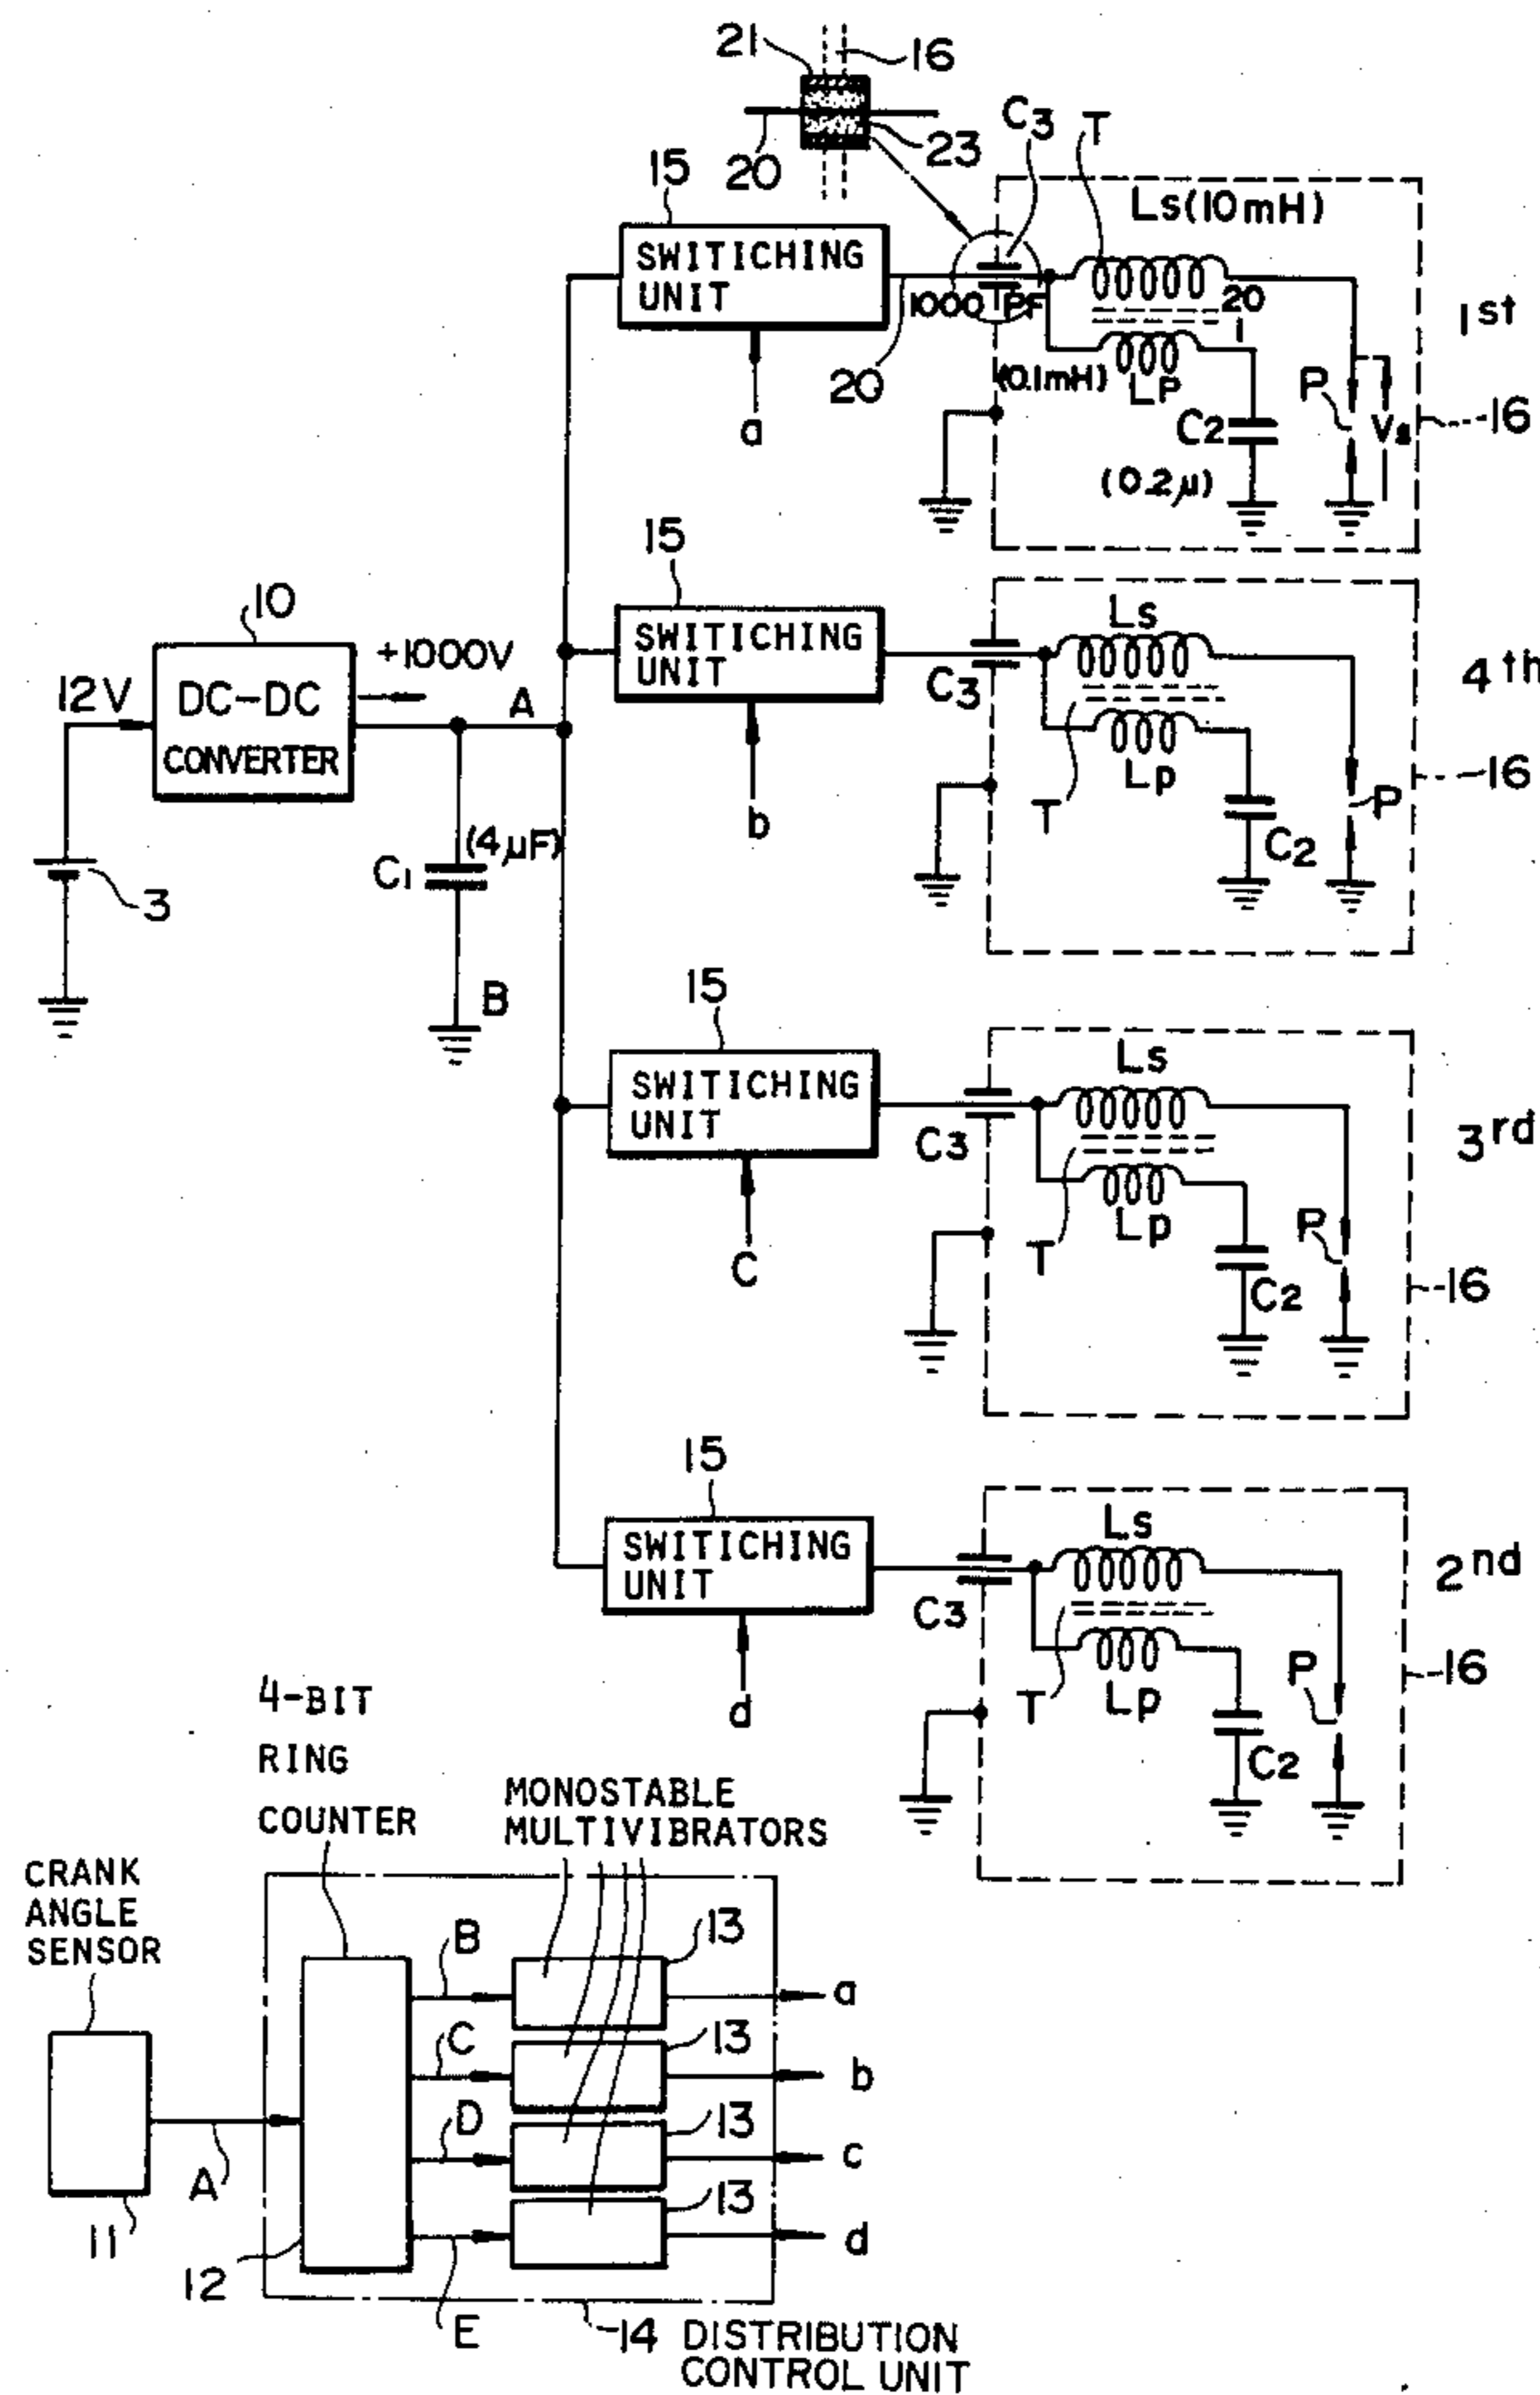 21
16
20
23
C3
T
15
Ls(10mH)
SWITICHING
UNIT
1000 PF
20
1
1st
(0.1mH)
LP
20
P
a
C2
Vs
16
(0.2μ)
15
10
SWITICHING
UNIT
Ls
+1000V
12V
DC-DC
CONVERTER
A
C3
4th
16
Lp
T
P
b
(4μF)
C1
C2
3
B
15
SWITICHING
UNIT
Ls
C3
3rd
T
Lp
P
C
C2
16
15
SWITICHING
UNIT
Ls
C3
2nd
P
16
T
Lp
d
C2
4-BIT
RING
COUNTER
MONOSTABLE
MULTIVIBRATORS
CRANK
ANGLE
SENSOR
B
13
a
C
13
b
D
13
c
A
13
d
11
12
E
14 DISTRIBUTION
CONTROL UNIT